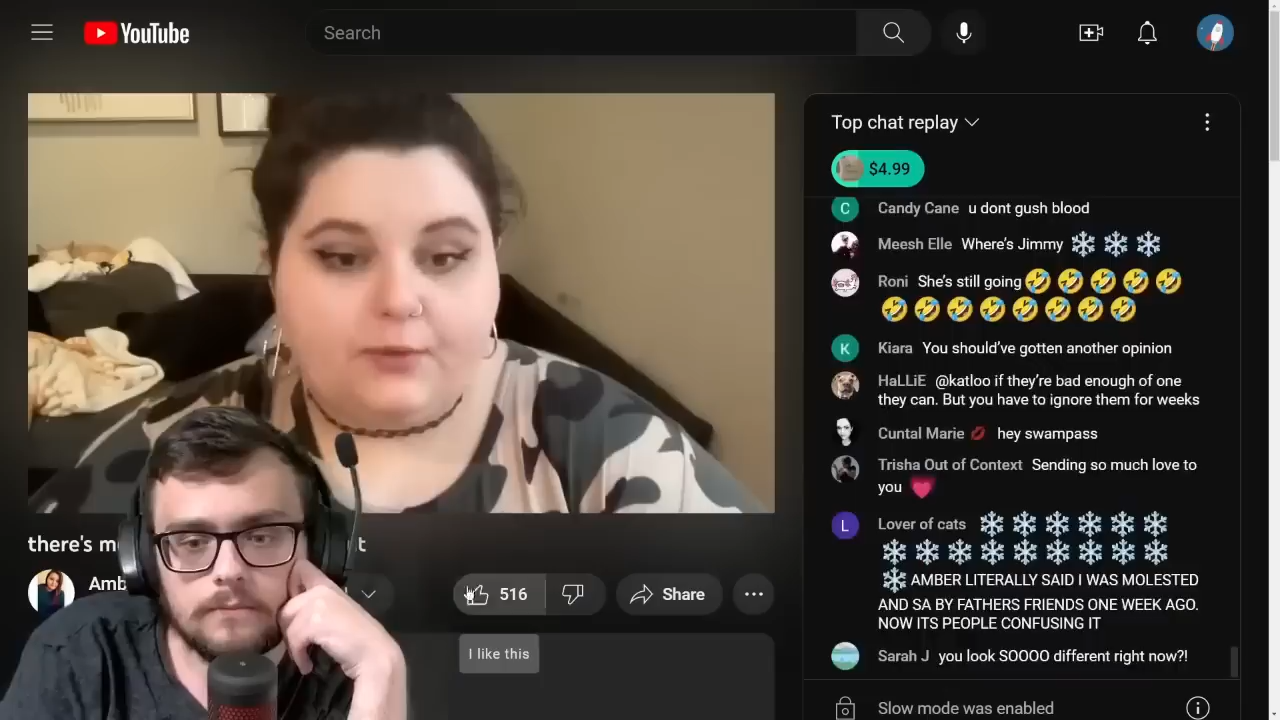 YouTube
Search
Top chat replay
$4.99
C Candy Cane u dont gush blood
Meesh Elle Where's Jimmy ❄️ ❄️ ❄️
Roni She's still going 🤣 🤣 🤣 🤣 🤣
🤣 🤣 🤣 🤣 🤣 🤣 🤣 🤣
K Kiara You should've gotten another opinion
HaLLiE @katloo if they're bad enough of one
they can. But you have to ignore them for weeks
Cuntal Marie 💋 hey swampass
Trisha Out of Context Sending so much love to
you 💗
L Lover of cats ❄️ ❄️ ❄️ ❄️ ❄️ ❄️
❄️ ❄️ ❄️ ❄️ ❄️ ❄️ ❄️ ❄️ ❄️
❄️ AMBER LITERALLY SAID I WAS MOLESTED
AND SA BY FATHERS FRIENDS ONE WEEK AGO.
NOW ITS PEOPLE CONFUSING IT
Sarah J you look SOOOO different right now?!
Slow mode was enabled
there's m
Amb
516
Share
I like this